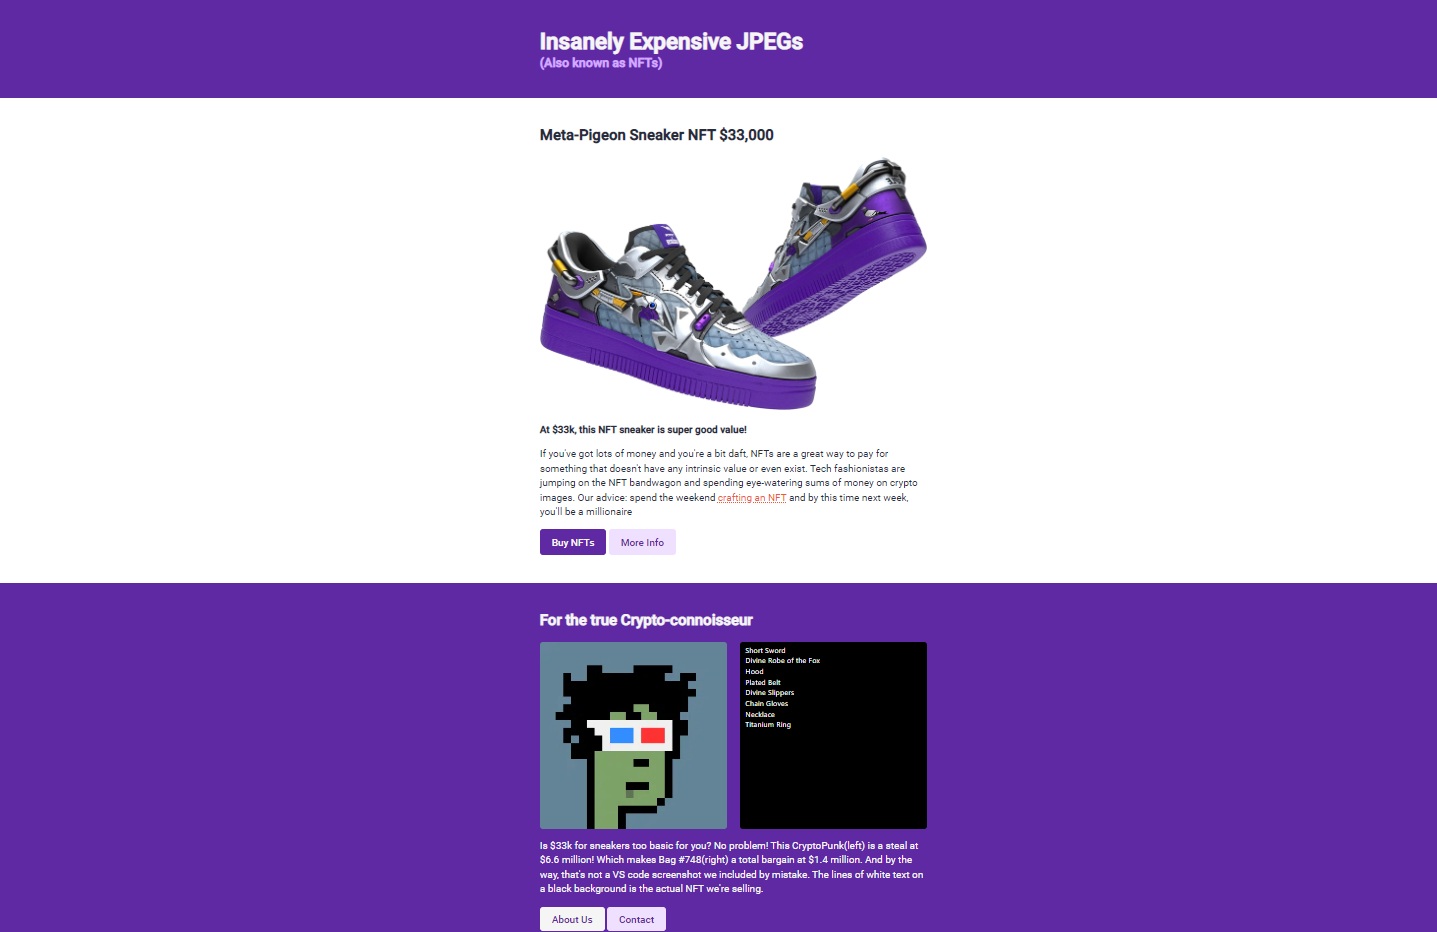 Insanely Expensive JPEGs
(Also known as NFTs)
Meta-Pigeon Sneaker NFT $33,000
At $33k, this NFT sneaker is super good value!
If you've got lots of money and you're a bit daft, NFTs are a great way to pay for
something that doesn't have any intrinsic value or even exist. Tech fashionistas are
jumping on the NFT bandwagon and spending eye-watering sums of money on crypto
images. Our advice: spend the weekend crafting an NFT and by this time next week,
you'll be a millionaire
Buy NFTs More Info
For the true Crypto-connoisseur
Short Sword
Divine Robe of the Fox
Hood
Plated Belt
Divine Slippers
Chain Gloves
Necklace
Titanium Ring
Is $33k for sneakers too basic for you? No problem! This CryptoPunk(left) is a steal at
$6.6 million! Which makes Bag #748(right) a total bargain at $1.4 million. And by the
way, that's not a VS code screenshot we included by mistake. The lines of white text on
a black background is the actual NFT we're selling.
About Us Contact